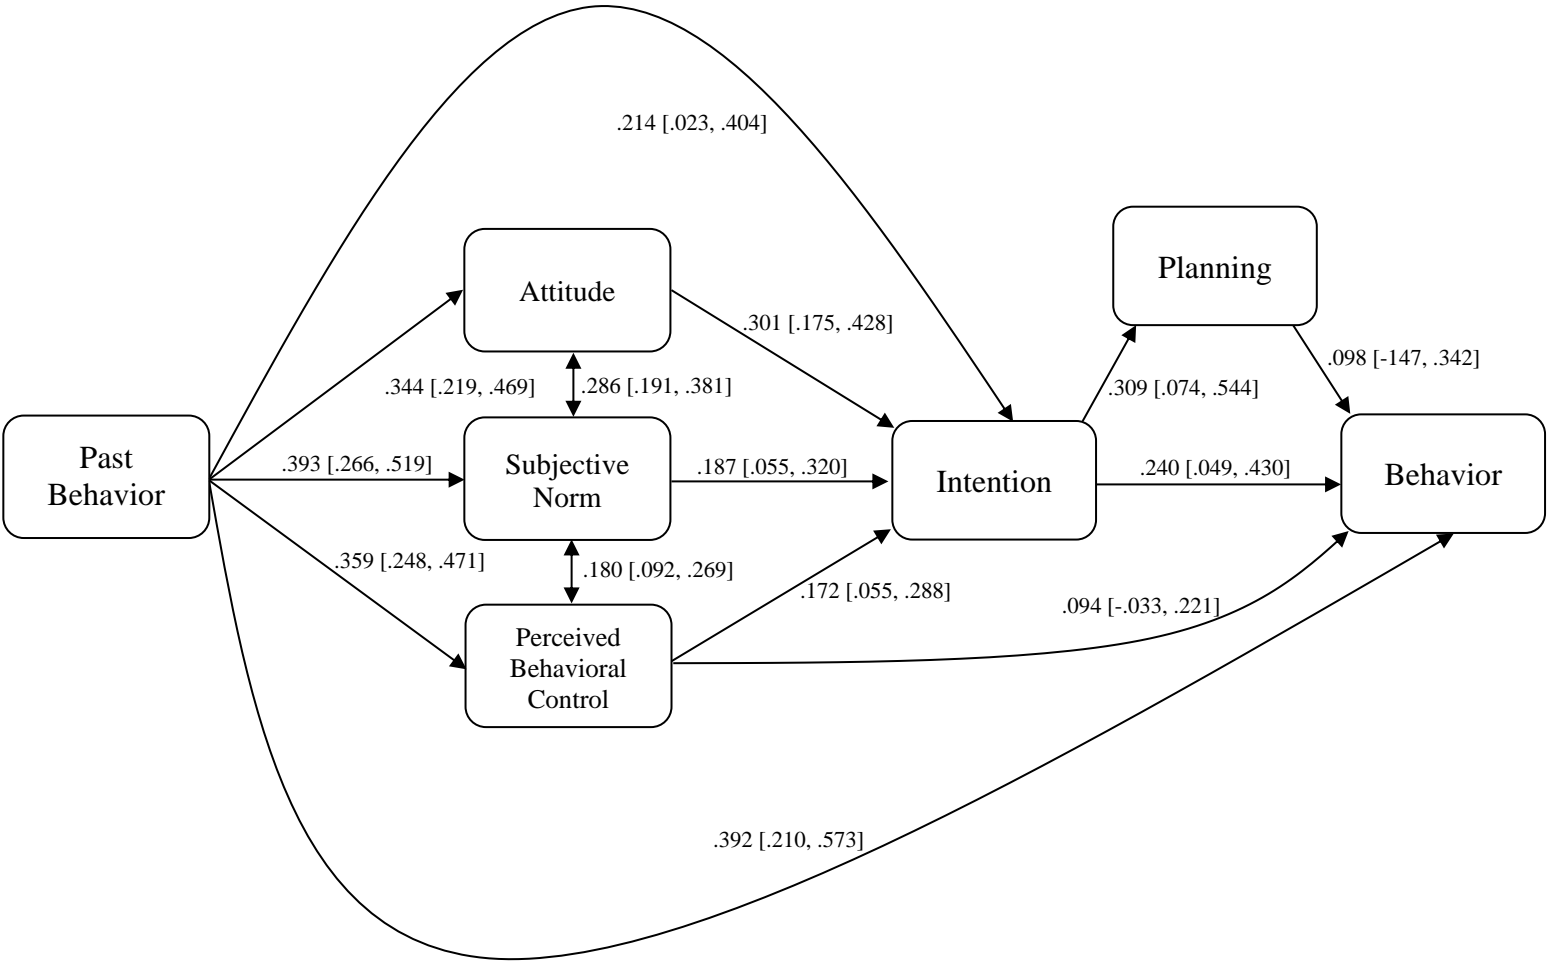 .214 [.023, .404]
Planning
Attitude
.301 [.175, .428]
.098 [-147, .342]
.344 [.219, .469]
.286 [.191, .381]
.309 [.074, .544]
Past
Behavior
.393 [.266, .519]
Subjective
Norm
.187 [.055, .320]
Intention
.240 [.049, .430]
Behavior
.359 [.248, .471]
.180 [.092, .269]
.172 [.055, .288]
.094 [-.033, .221]
Perceived
Behavioral
Control
.392 [.210, .573]